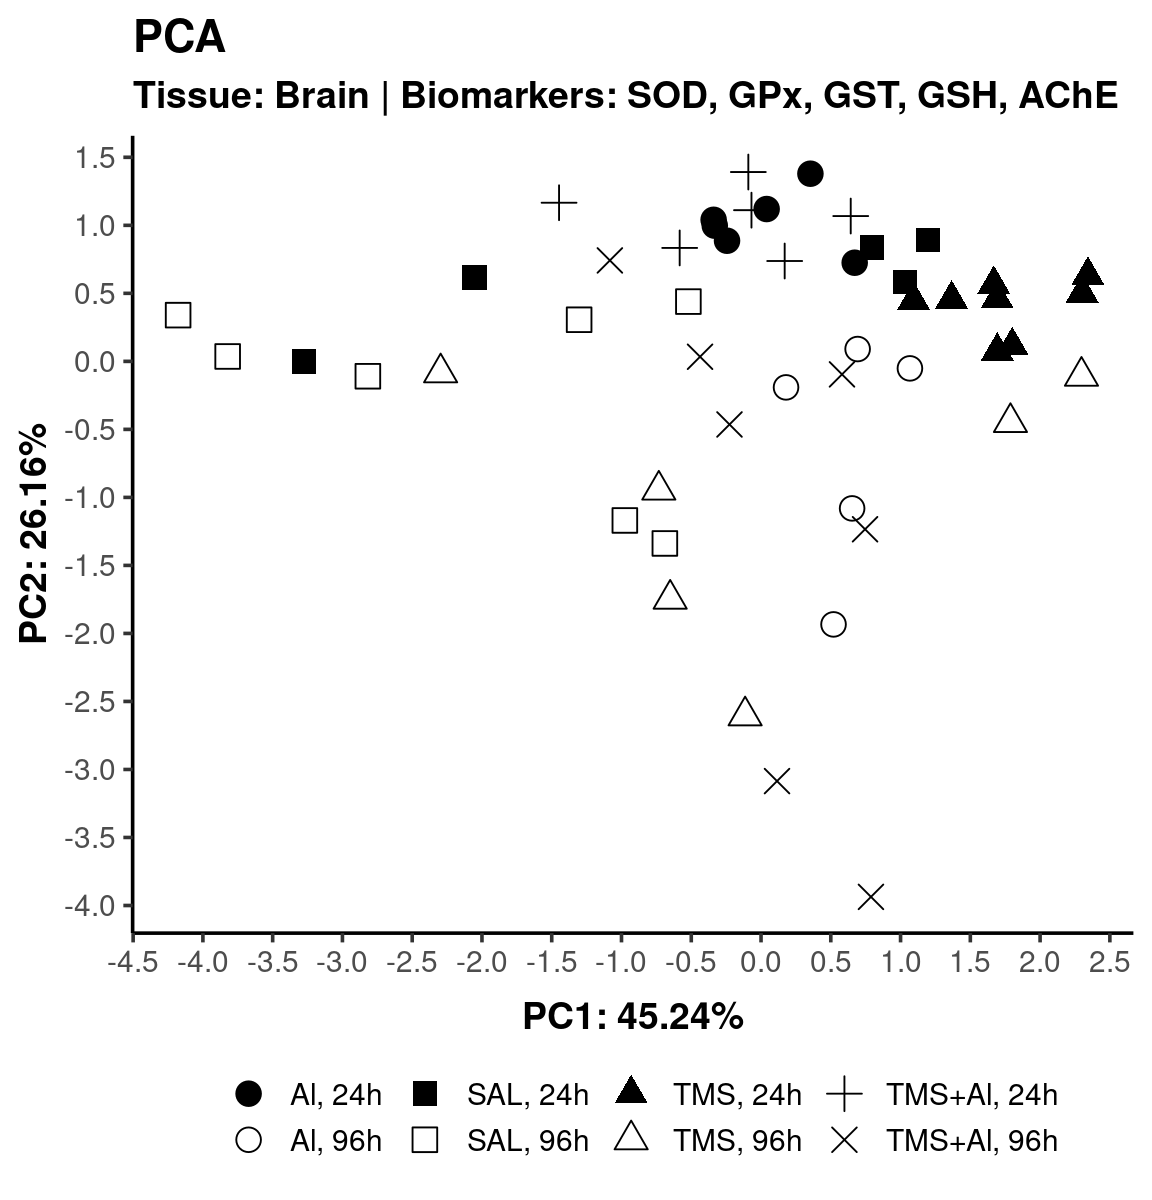 PCA
Tissue: Brain | Biomarkers: SOD, GPx, GST, GSH, AChE
1.5
1.0
0.5
0.0
-0.5
-1.0
-1.5
-2.0
-2.5
-3.0
-3.5
-4.0
PC2: 26.16%
-4.5 -4.0 -3.5 -3.0 -2.5 -2.0 -1.5 -1.0 -0.5 0.0 0.5 1.0 1.5 2.0 2.5
PC1: 45.24%
Al, 24h SAL, 24h TMS, 24h TMS+Al, 24h
Al, 96h SAL, 96h TMS, 96h TMS+Al, 96h